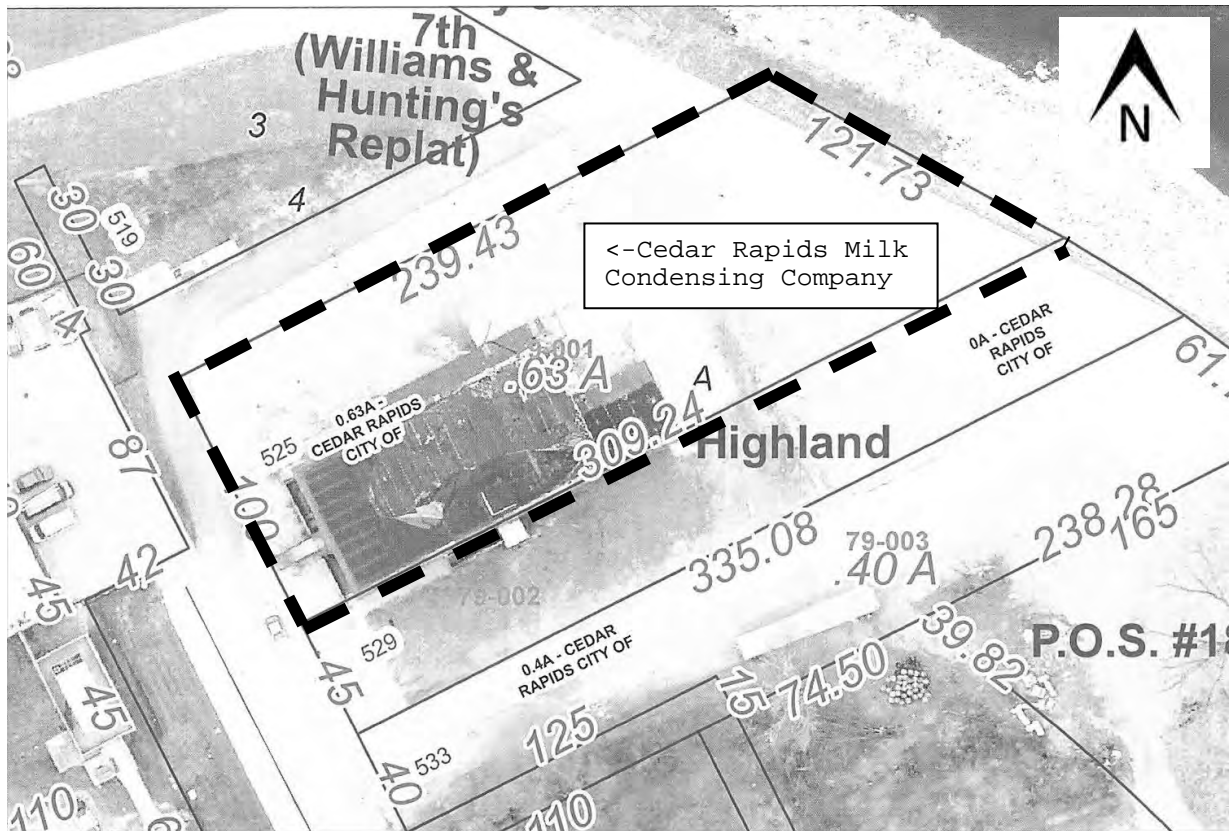 7th
(Williams &
Hunting's
Replat)
N
3
4
30
519
30
60
239.43
121.73
<-Cedar Rapids Milk
Condensing Company
0A - CEDAR
RAPIDS
CITY OF
61.
87
525
0.63A -
CEDAR RAPIDS
CITY OF
.63 A
A
309.24
Highland
100
42
45
79-002
529
335.08
79-003
.40 A
238.28
165
0.4A - CEDAR
RAPIDS CITY OF
39.82
P.O.S. #18
45
45
15
74.50
125
533
40
110
110